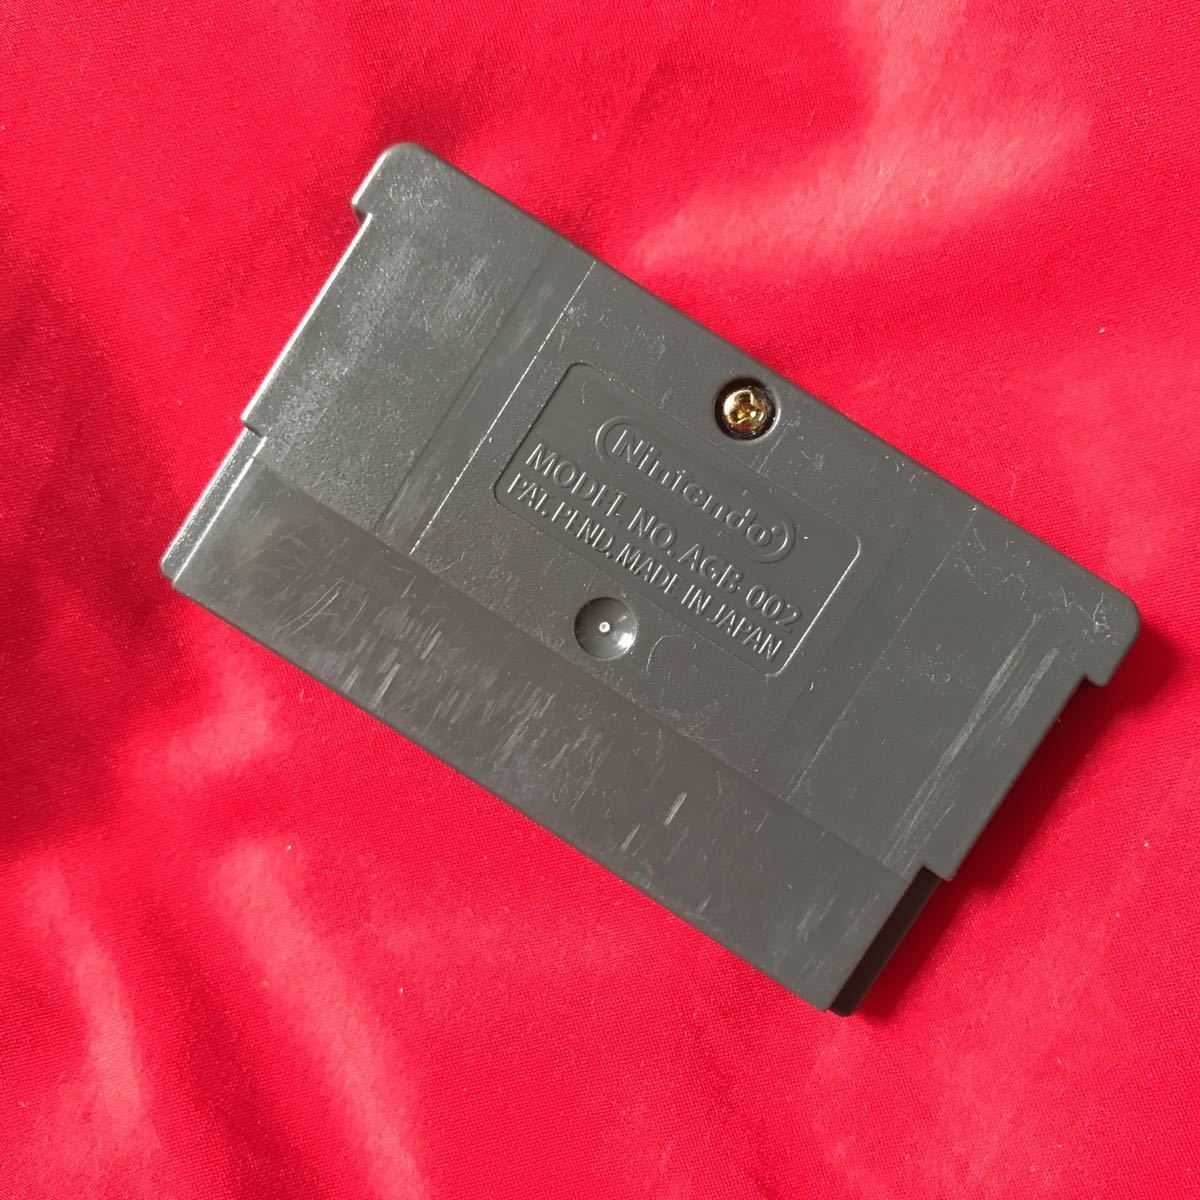 Nintendo®
MODEL NO. AGB-002
PAT. PEND. MADE IN JAPAN